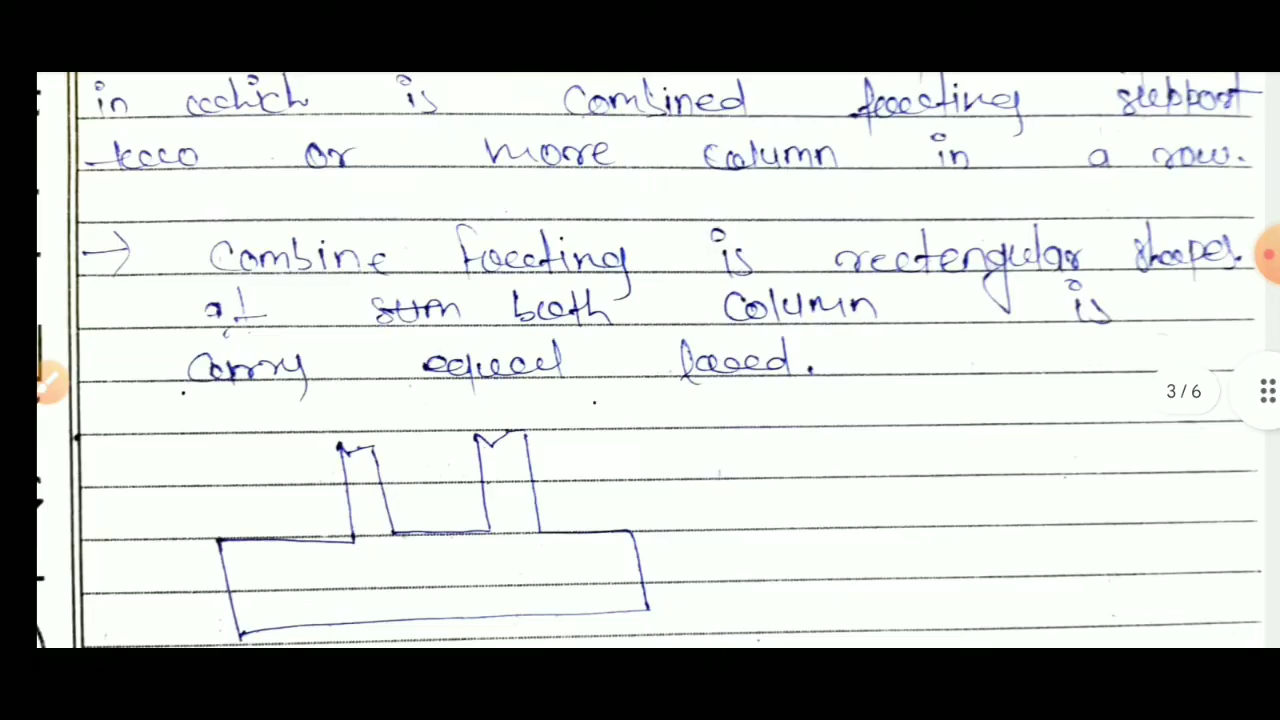 in which is combined footing support
two or more column in a row.
→ Combine footing is rectengular shapes.
at sum both column is
carry equal load.
3 / 6